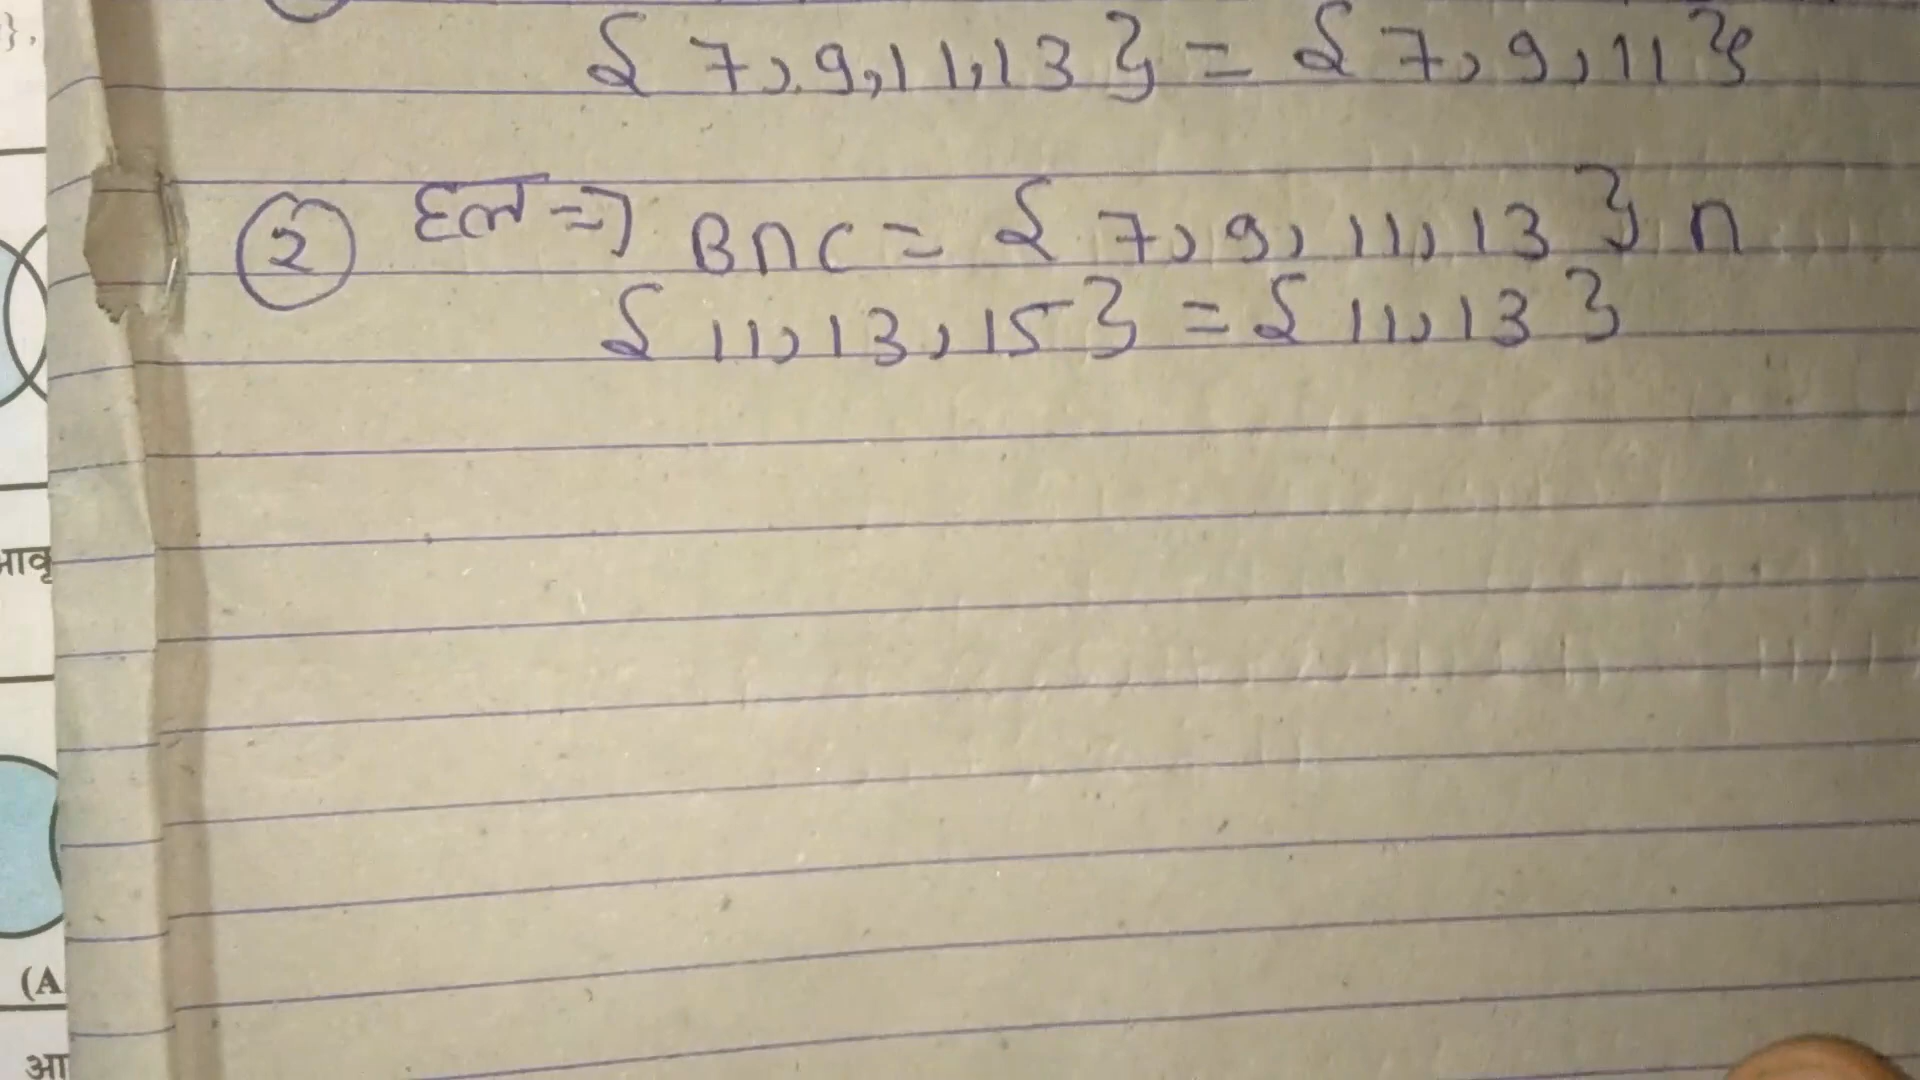 { 7, 9, 11, 13 } = { 7, 9, 11 }
② हल ⇒ B ∩ C = { 7, 9, 11, 13 } ∩
{ 11, 13, 15 } = { 11, 13 }
(A
आ